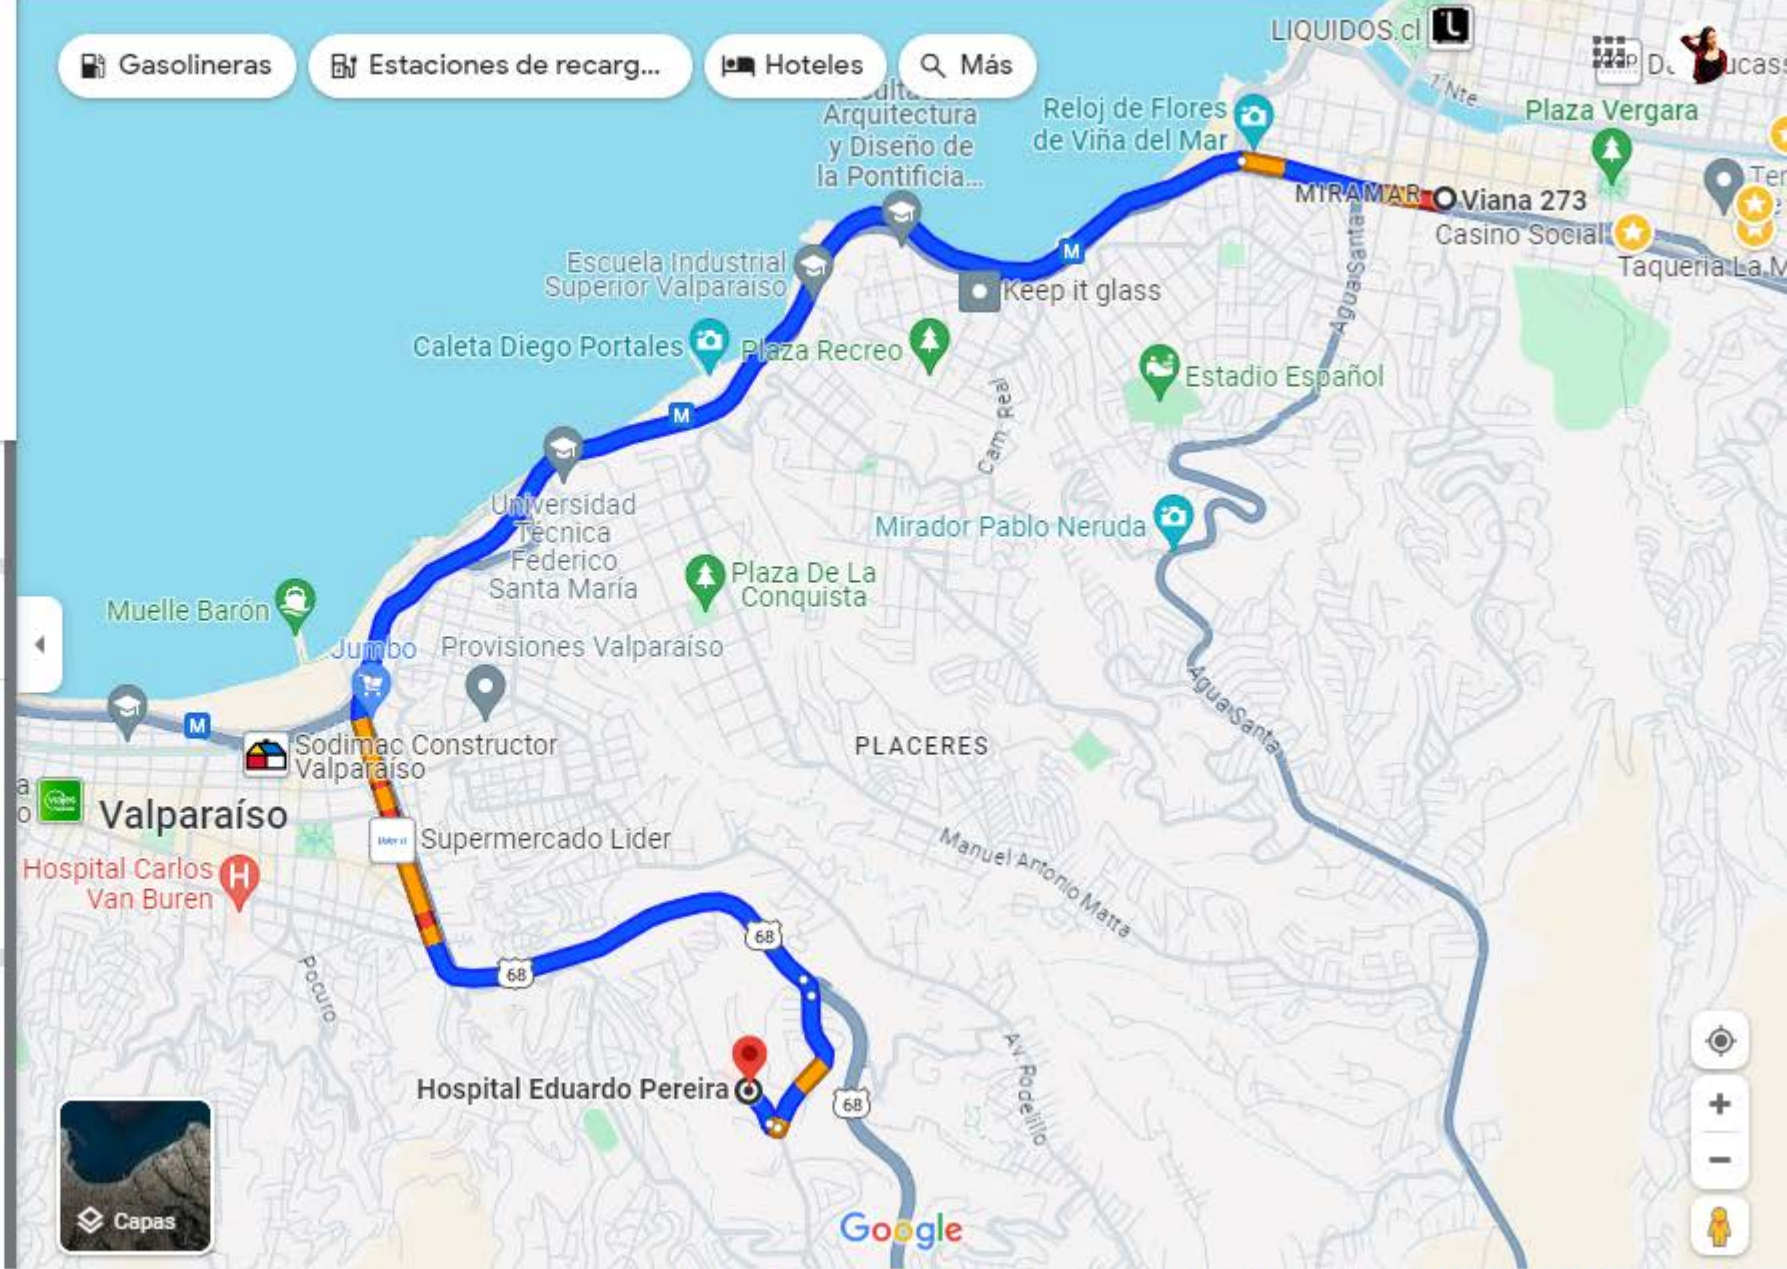 Gasolineras
Estaciones de recarg...
Hoteles
Más
LIQUIDOS.cl
7 Nte.
Plaza Vergara
Arquitectura
y Diseño de
la Pontificia...
Reloj de Flores
de Viña del Mar
MIRAMAR
Viana 273
Casino Social
Taqueria La M
Escuela Industrial
Superior Valparaíso
M
Keep it glass
Agua Santa
Caleta Diego Portales
Plaza Recreo
Estadio Español
M
Cam. Real
Universidad
Técnica
Federico
Santa María
Mirador Pablo Neruda
Plaza De La
Conquista
Muelle Barón
Jumbo
Provisiones Valparaíso
Agua Santa
M
Sodimac Constructor
Valparaíso
PLACERES
Valparaíso
Supermercado Lider
Manuel Antonio Matta
Hospital Carlos
Van Buren
H
68
68
Pocuro
Av. Rodelillo
Hospital Eduardo Pereira
68
Capas
Google